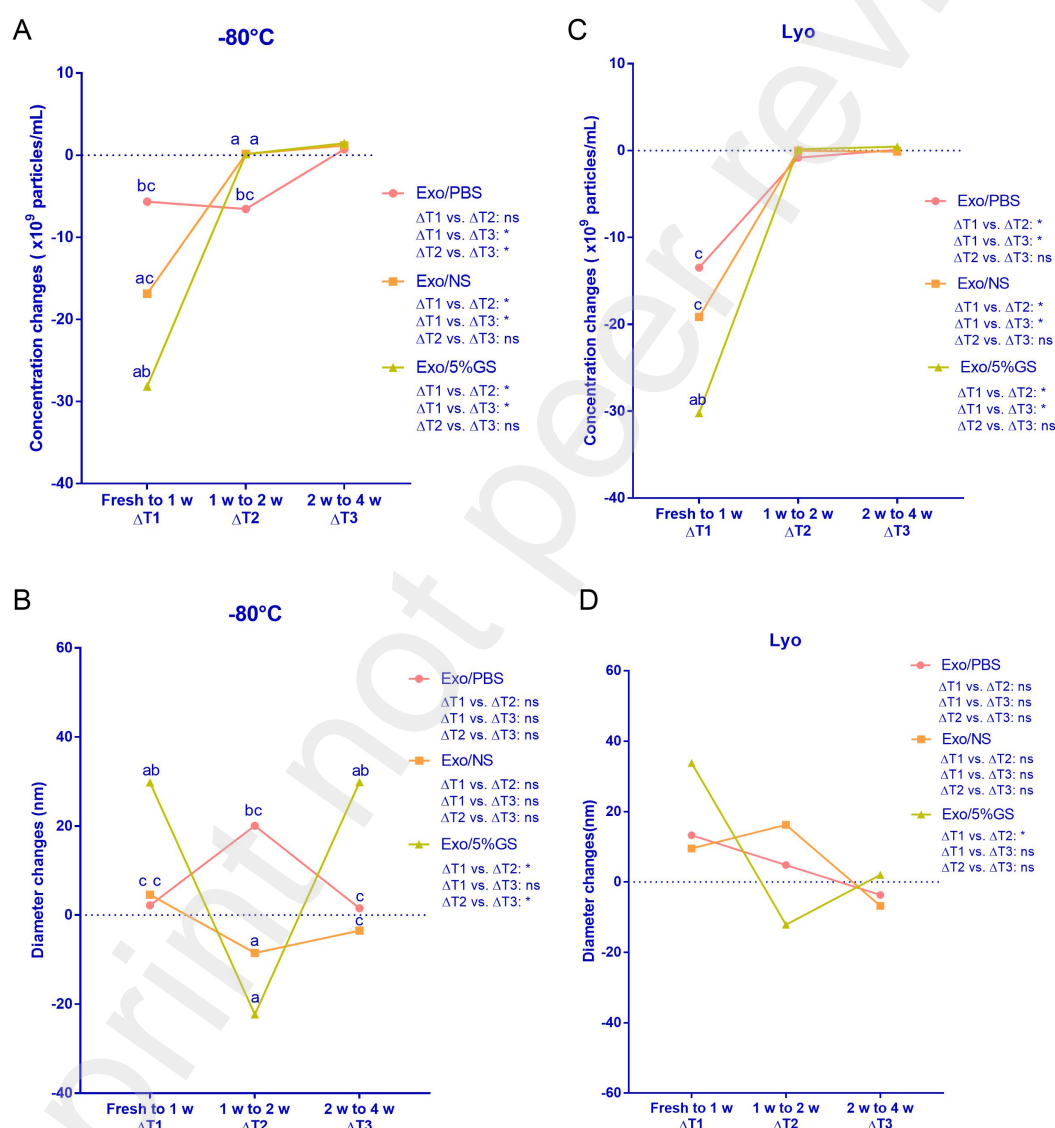 A
-80°C
Concentration changes ( x10⁹ particles/mL)
10
0
-10
-20
-30
-40
bc
ac
ab
a a
bc
Fresh to 1 w
ΔT1
1 w to 2 w
ΔT2
2 w to 4 w
ΔT3
Exo/PBS
ΔT1 vs. ΔT2: ns
ΔT1 vs. ΔT3: *
ΔT2 vs. ΔT3: *
Exo/NS
ΔT1 vs. ΔT2: *
ΔT1 vs. ΔT3: *
ΔT2 vs. ΔT3: ns
Exo/5%GS
ΔT1 vs. ΔT2: *
ΔT1 vs. ΔT3: *
ΔT2 vs. ΔT3: ns
C
Lyo
Concentration changes ( x10⁹ particles/mL)
10
0
-10
-20
-30
-40
c
c
ab
Fresh to 1 w
ΔT1
1 w to 2 w
ΔT2
2 w to 4 w
ΔT3
Exo/PBS
ΔT1 vs. ΔT2: *
ΔT1 vs. ΔT3: *
ΔT2 vs. ΔT3: ns
Exo/NS
ΔT1 vs. ΔT2: *
ΔT1 vs. ΔT3: *
ΔT2 vs. ΔT3: ns
Exo/5%GS
ΔT1 vs. ΔT2: *
ΔT1 vs. ΔT3: *
ΔT2 vs. ΔT3: ns
B
-80°C
Diameter changes (nm)
60
40
20
0
-20
-40
ab
c c
bc
a
a
ab
c
c
Fresh to 1 w
ΔT1
1 w to 2 w
ΔT2
2 w to 4 w
ΔT3
Exo/PBS
ΔT1 vs. ΔT2: ns
ΔT1 vs. ΔT3: ns
ΔT2 vs. ΔT3: ns
Exo/NS
ΔT1 vs. ΔT2: ns
ΔT1 vs. ΔT3: ns
ΔT2 vs. ΔT3: ns
Exo/5%GS
ΔT1 vs. ΔT2: *
ΔT1 vs. ΔT3: ns
ΔT2 vs. ΔT3: *
D
Lyo
Diameter changes(nm)
60
40
20
0
-20
-40
-60
Fresh to 1 w
ΔT1
1 w to 2 w
ΔT2
2 w to 4 w
ΔT3
Exo/PBS
ΔT1 vs. ΔT2: ns
ΔT1 vs. ΔT3: ns
ΔT2 vs. ΔT3: ns
Exo/NS
ΔT1 vs. ΔT2: ns
ΔT1 vs. ΔT3: ns
ΔT2 vs. ΔT3: ns
Exo/5%GS
ΔT1 vs. ΔT2: *
ΔT1 vs. ΔT3: ns
ΔT2 vs. ΔT3: ns
print not peer rev